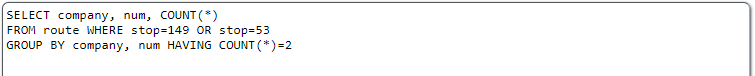 SELECT company, num, COUNT(*)
FROM route WHERE stop=149 OR stop=53
GROUP BY company, num HAVING COUNT(*)=2